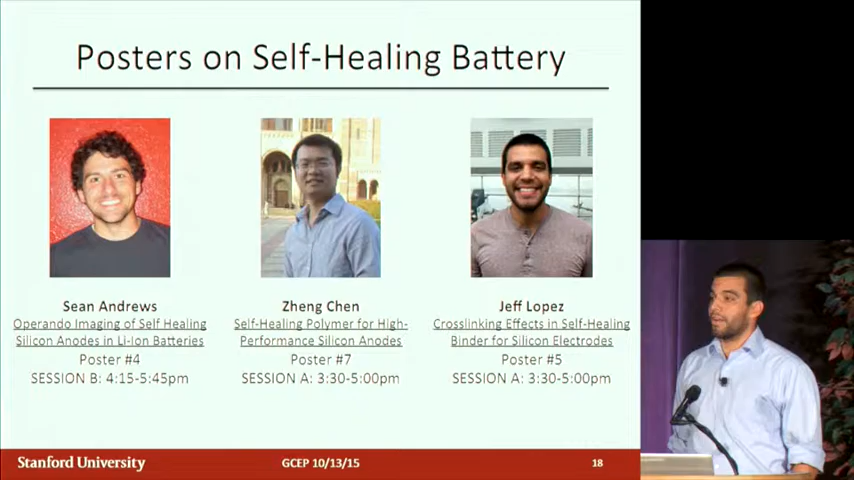 Posters on Self-Healing Battery
Sean Andrews
Operando Imaging of Self Healing
Silicon Anodes in Li-Ion Batteries
Poster #4
SESSION B: 4:15-5:45pm
Zheng Chen
Self-Healing Polymer for High-
Performance Silicon Anodes
Poster #7
SESSION A: 3:30-5:00pm
Jeff Lopez
Crosslinking Effects in Self-Healing
Binder for Silicon Electrodes
Poster #5
SESSION A: 3:30-5:00pm
Stanford University
GCEP 10/13/15
18